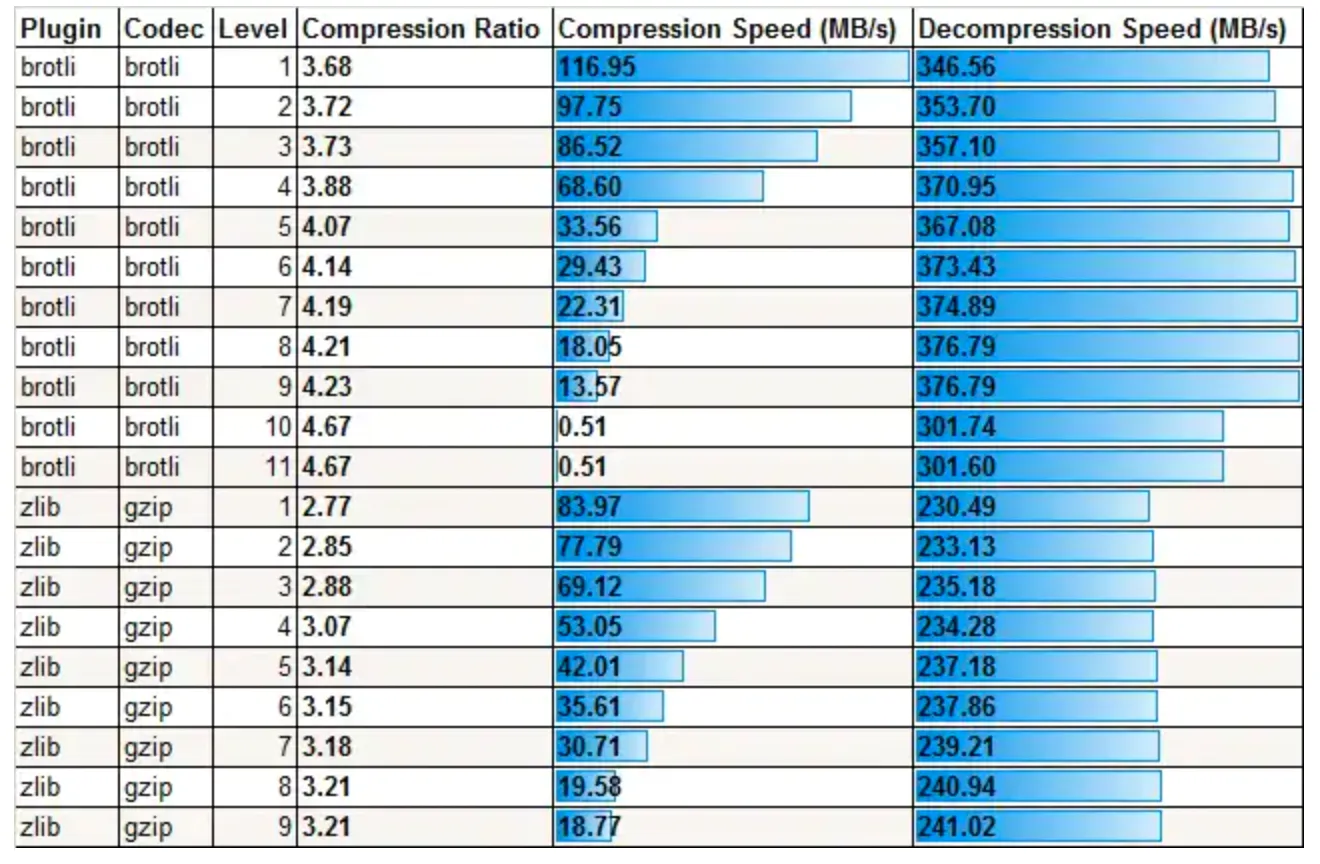 Plugin Codec Level Compression Ratio Compression Speed (MB/s) Decompression Speed (MB/s)
brotli brotli 1 3.68 116.95 346.56
brotli brotli 2 3.72 97.75 353.70
brotli brotli 3 3.73 86.52 357.10
brotli brotli 4 3.88 68.60 370.95
brotli brotli 5 4.07 33.56 367.08
brotli brotli 6 4.14 29.43 373.43
brotli brotli 7 4.19 22.31 374.89
brotli brotli 8 4.21 18.05 376.79
brotli brotli 9 4.23 13.57 376.79
brotli brotli 10 4.67 0.51 301.74
brotli brotli 11 4.67 0.51 301.60
zlib gzip 1 2.77 83.97 230.49
zlib gzip 2 2.85 77.79 233.13
zlib gzip 3 2.88 69.12 235.18
zlib gzip 4 3.07 53.05 234.28
zlib gzip 5 3.14 42.01 237.18
zlib gzip 6 3.15 35.61 237.86
zlib gzip 7 3.18 30.71 239.21
zlib gzip 8 3.21 19.58 240.94
zlib gzip 9 3.21 18.77 241.02